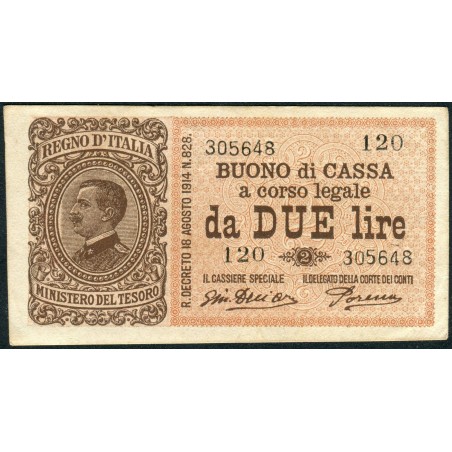 REGNO D'ITALIA
MINISTERO DEL TESORO
R. DECRETO 18 AGOSTO 1914 N.828.
305648 120
BUONO di CASSA
a corso legale
da DUE lire
120 2 305648
IL CASSIERE SPECIALE IL DELEGATO DELLA CORTE DEI CONTI